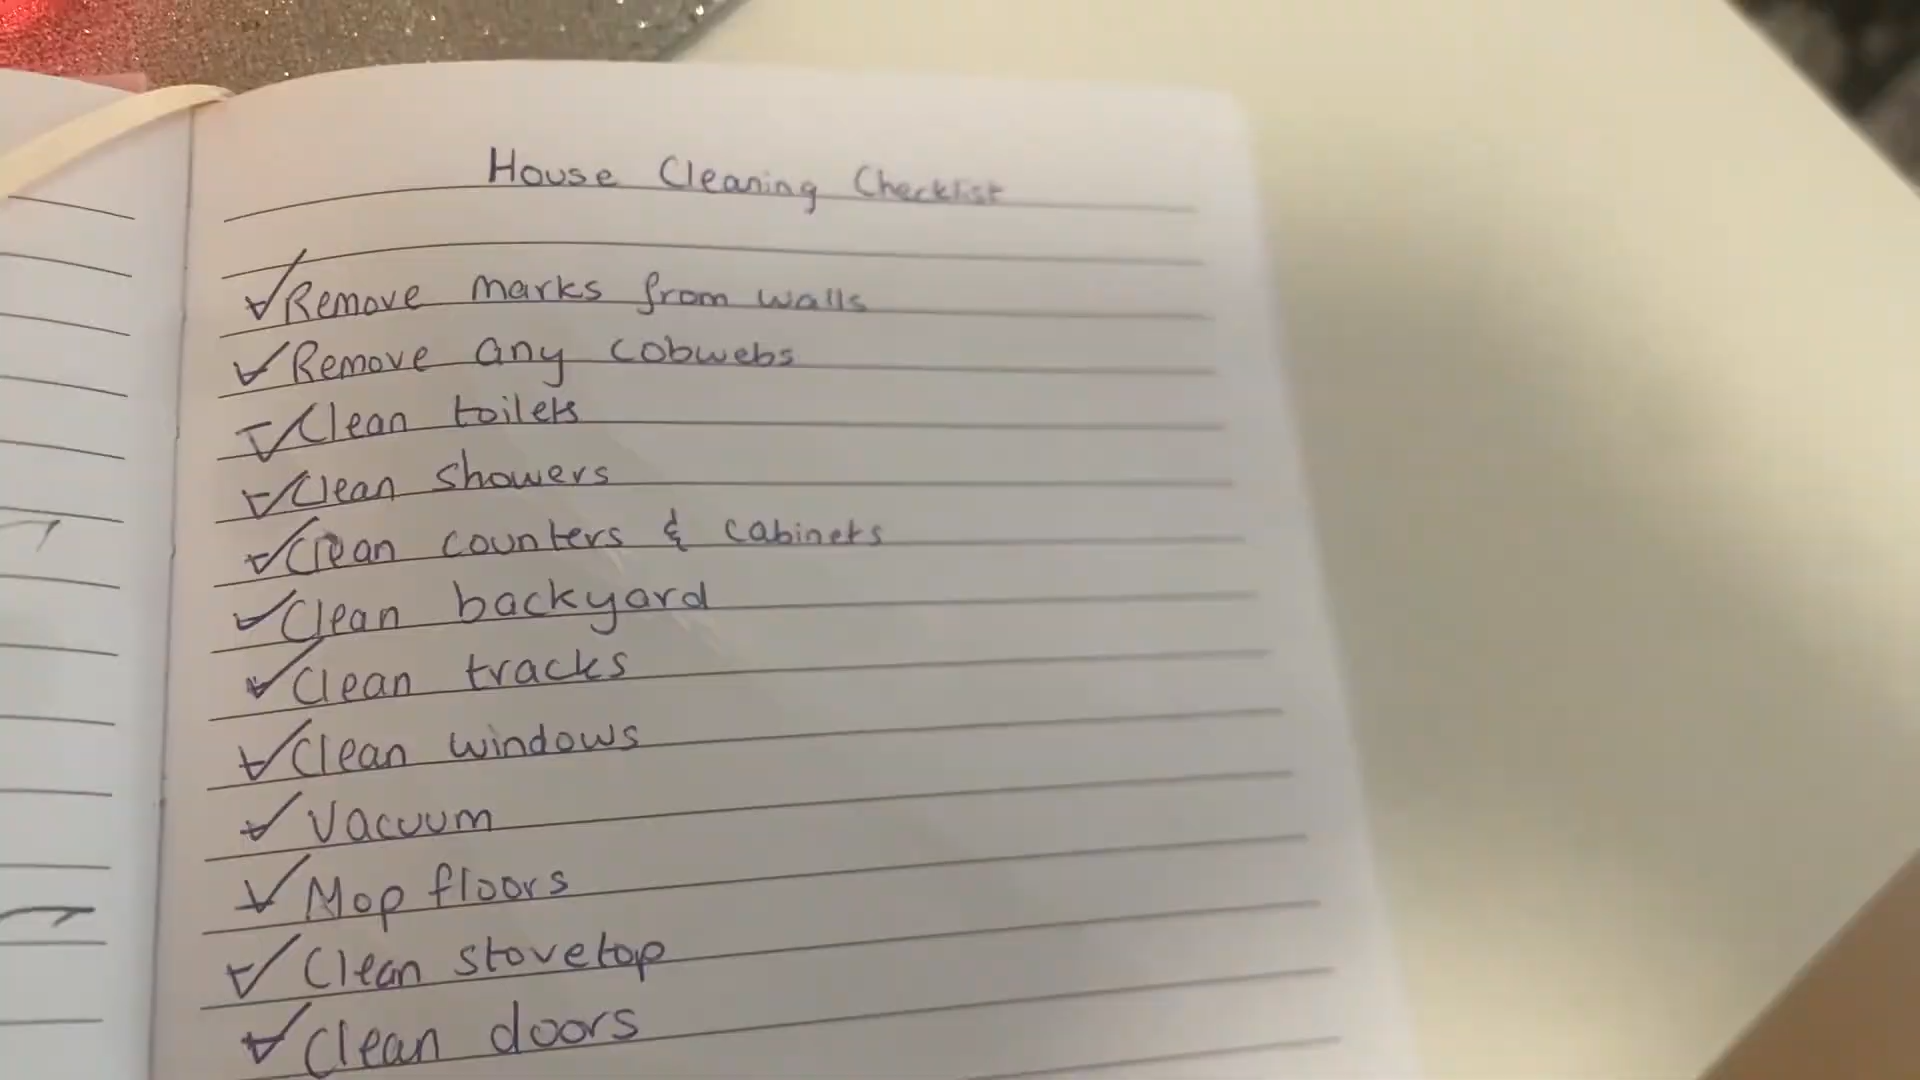 House Cleaning Checklist
✓Remove marks from walls
✓Remove any cobwebs
✓Clean toilets
✓Clean showers
✓Clean counters & cabinets
✓Clean backyard
✓Clean tracks
✓Clean windows
✓Vacuum
✓Mop floors
✓Clean stovetop
✓Clean doors